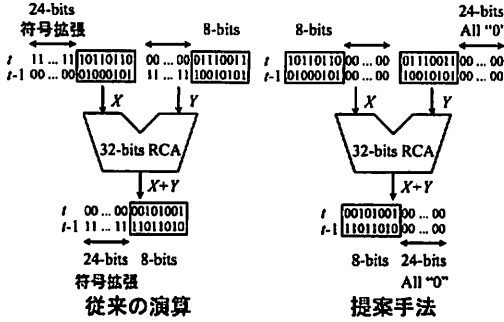 24-bits
符号拡張
8-bits
t 11 ... 11 10110110 00 ... 00 01110011
t-1 00 ... 00 01000101 11 ... 11 10010101
X Y
32-bits RCA
X+Y
t 00 ... 00 00101001
t-1 11 ... 11 11011010
24-bits 8-bits
符号拡張
従来の演算
8-bits
8-bits
24-bits
All "0"
t 10110110 00 ... 00 01110011 00 ... 00
t-1 01000101 00 ... 00 10010101 00 ... 00
X Y
32-bits RCA
X+Y
t 00101001 00 ... 00
t-1 11011010 00 ... 00
8-bits 24-bits
All "0"
提案手法